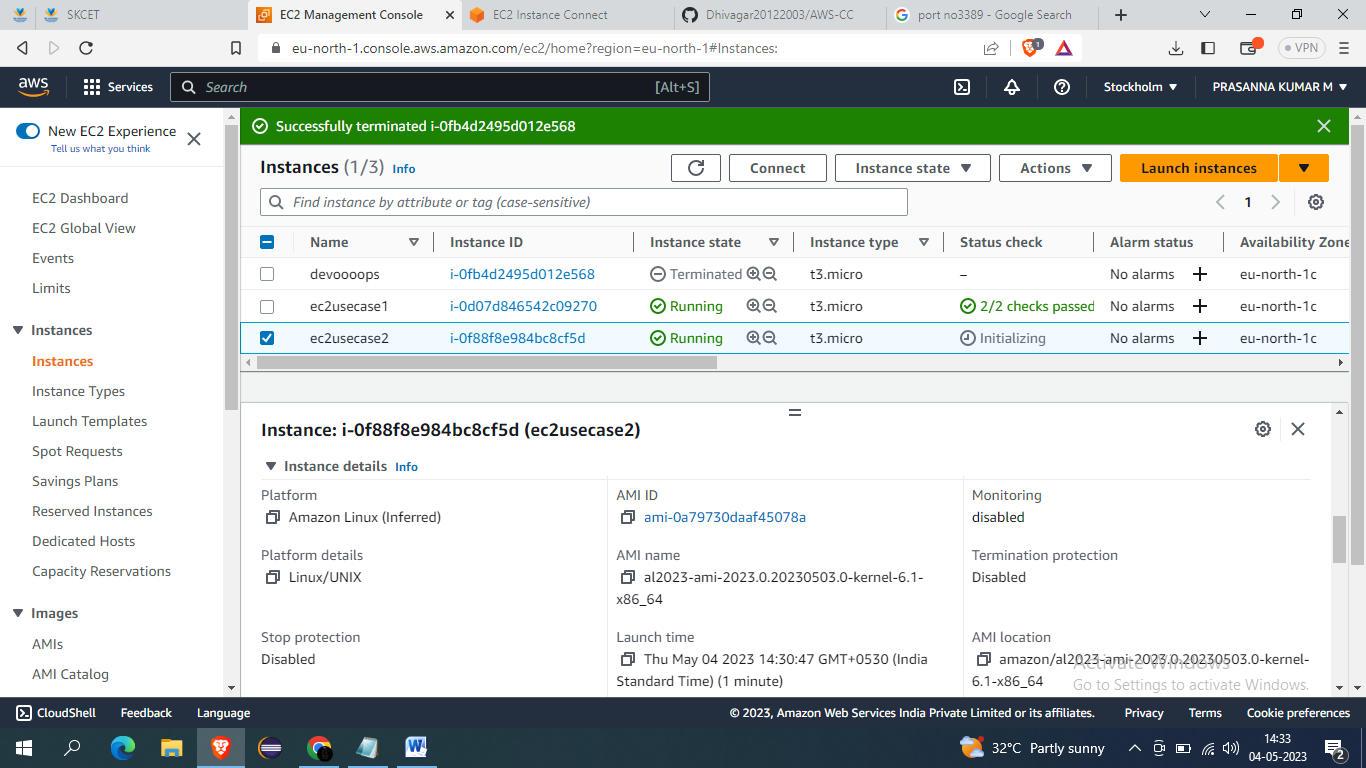 SKCET
EC2 Management Console
EC2 Instance Connect
Dhivagar20122003/AWS-CC
port no3389 - Google Search
eu-north-1.console.aws.amazon.com/ec2/home?region=eu-north-1#Instances:
1
VPN
aws
Services
Search
[Alt+S]
Stockholm
PRASANNA KUMAR M
New EC2 Experience
Tell us what you think
EC2 Dashboard
EC2 Global View
Events
Limits
Instances
Instances
Instance Types
Launch Templates
Spot Requests
Savings Plans
Reserved Instances
Dedicated Hosts
Capacity Reservations
Images
AMIs
AMI Catalog
Successfully terminated i-0fb4d2495d012e568
Instances (1/3) Info
Connect
Instance state
Actions
Launch instances
Find instance by attribute or tag (case-sensitive)
1
Name Instance ID Instance state Instance type Status check Alarm status Availability Zone
devoooops i-0fb4d2495d012e568 Terminated t3.micro – No alarms + eu-north-1c
ec2usecase1 i-0d07d846542c09270 Running t3.micro 2/2 checks passed No alarms + eu-north-1c
ec2usecase2 i-0f88f8e984bc8cf5d Running t3.micro Initializing No alarms + eu-north-1c
Instance: i-0f88f8e984bc8cf5d (ec2usecase2)
Instance details Info
Platform
Amazon Linux (Inferred)
AMI ID
ami-0a79730daaf45078a
Monitoring
disabled
Platform details
Linux/UNIX
AMI name
al2023-ami-2023.0.20230503.0-kernel-6.1-
x86_64
Termination protection
Disabled
Stop protection
Disabled
Launch time
Thu May 04 2023 14:30:47 GMT+0530 (India
Standard Time) (1 minute)
AMI location
amazon/al2023-ami-2023.0.20230503.0-kernel-
6.1-x86_64
Activate Windows
Go to Settings to activate Windows.
CloudShell
Feedback
Language
© 2023, Amazon Web Services India Private Limited or its affiliates.
Privacy
Terms
Cookie preferences
32°C Partly sunny
14:33
04-05-2023
2